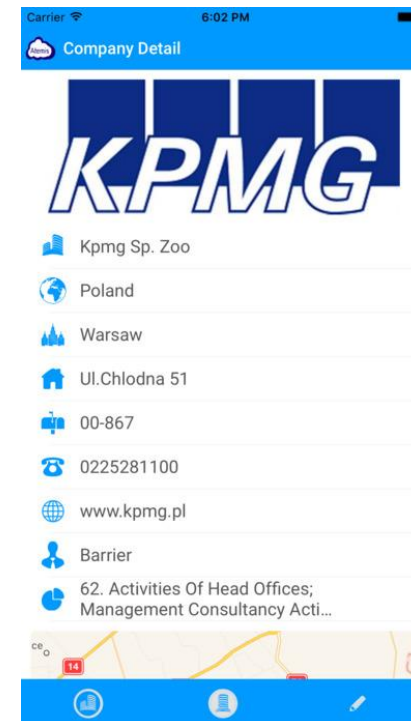 Carrier 6:02 PM
Atemis Company Detail
KPMG
Kpmg Sp. Zoo
Poland
Warsaw
Ul.Chlodna 51
00-867
0225281100
www.kpmg.pl
Barrier
62. Activities Of Head Offices;
Management Consultancy Acti...
ce
14